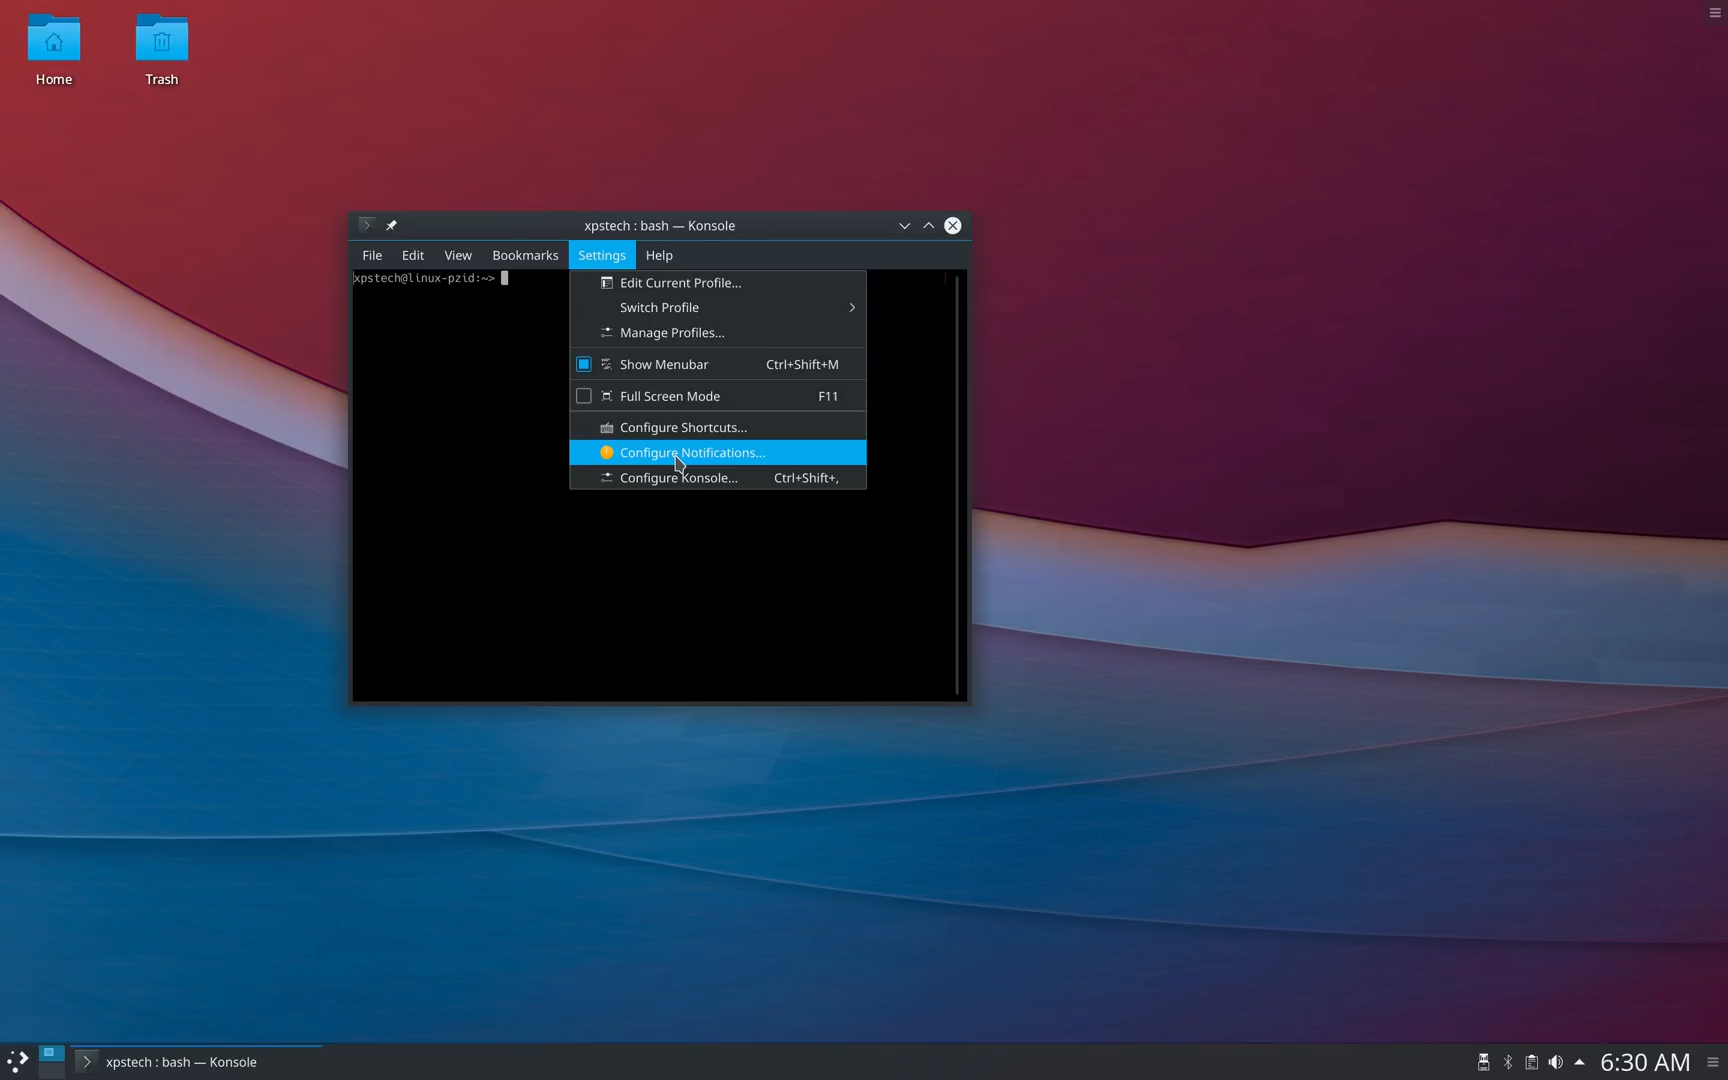 Home
Trash
xpstech : bash — Konsole
File Edit View Bookmarks Settings Help
xpstech@linux-pzid:~>
Edit Current Profile...
Switch Profile
Manage Profiles...
Show Menubar Ctrl+Shift+M
Full Screen Mode F11
Configure Shortcuts...
Configure Notifications...
Configure Konsole... Ctrl+Shift+,
xpstech : bash — Konsole
6:30 AM